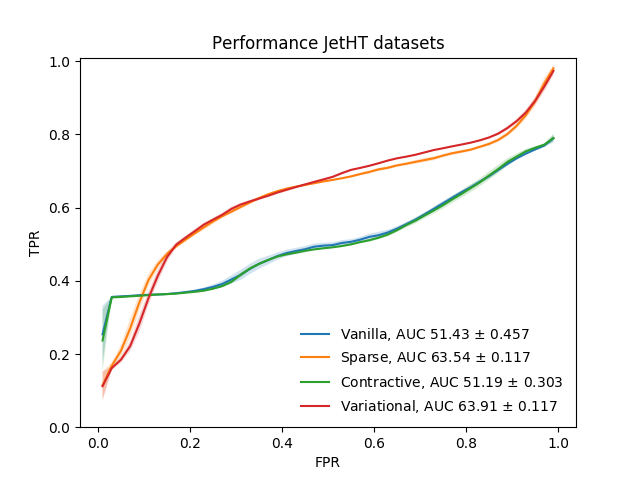 Performance JetHT datasets
1.0
0.8
0.6
0.4
0.2
0.0
TPR
0.0 0.2 0.4 0.6 0.8 1.0
FPR
Vanilla, AUC 51.43 ± 0.457
Sparse, AUC 63.54 ± 0.117
Contractive, AUC 51.19 ± 0.303
Variational, AUC 63.91 ± 0.117